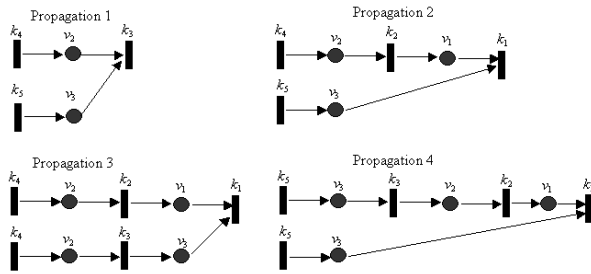 Propagation 1
k4 v2 k3
k5 v3
Propagation 2
k4 v2 k2 v1 k1
k5 v3
Propagation 3
k4 v2 k2 v1 k1
k4 v2 k3 v3
Propagation 4
k5 v3 k3 v2 k2 v1 k
k5 v3